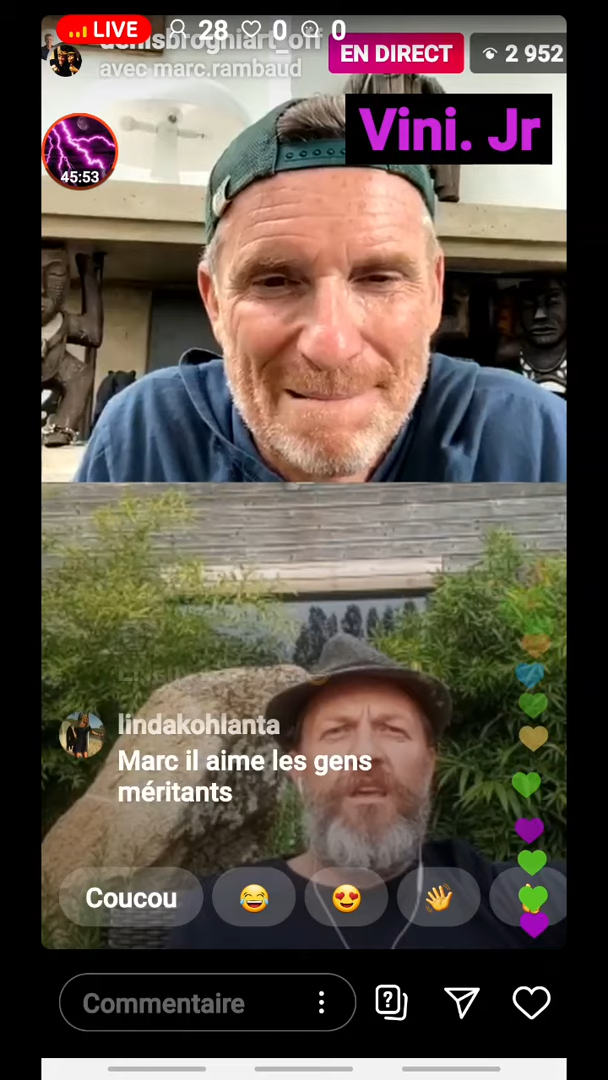 LIVE 28 0 0
denisbrogniart_off
avec marc.rambaud
EN DIRECT 2 952
Vini. Jr
45:53
lindakohlanta
Marc il aime les gens
méritants
Coucou
Commentaire